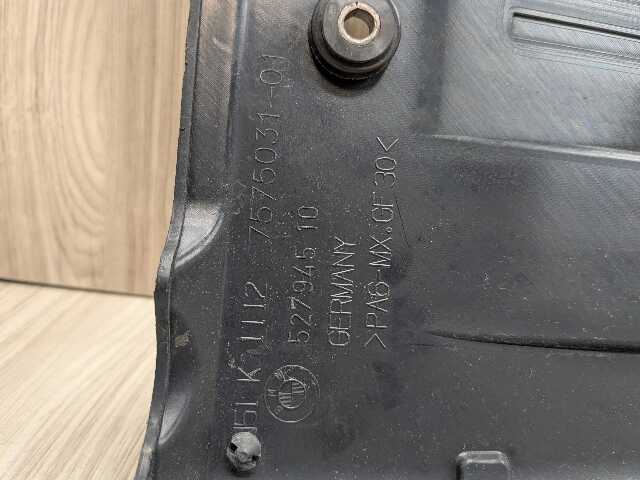 51 K 1112 7575031-01
527945 10
GERMANY
>PA6-MX.GF30<